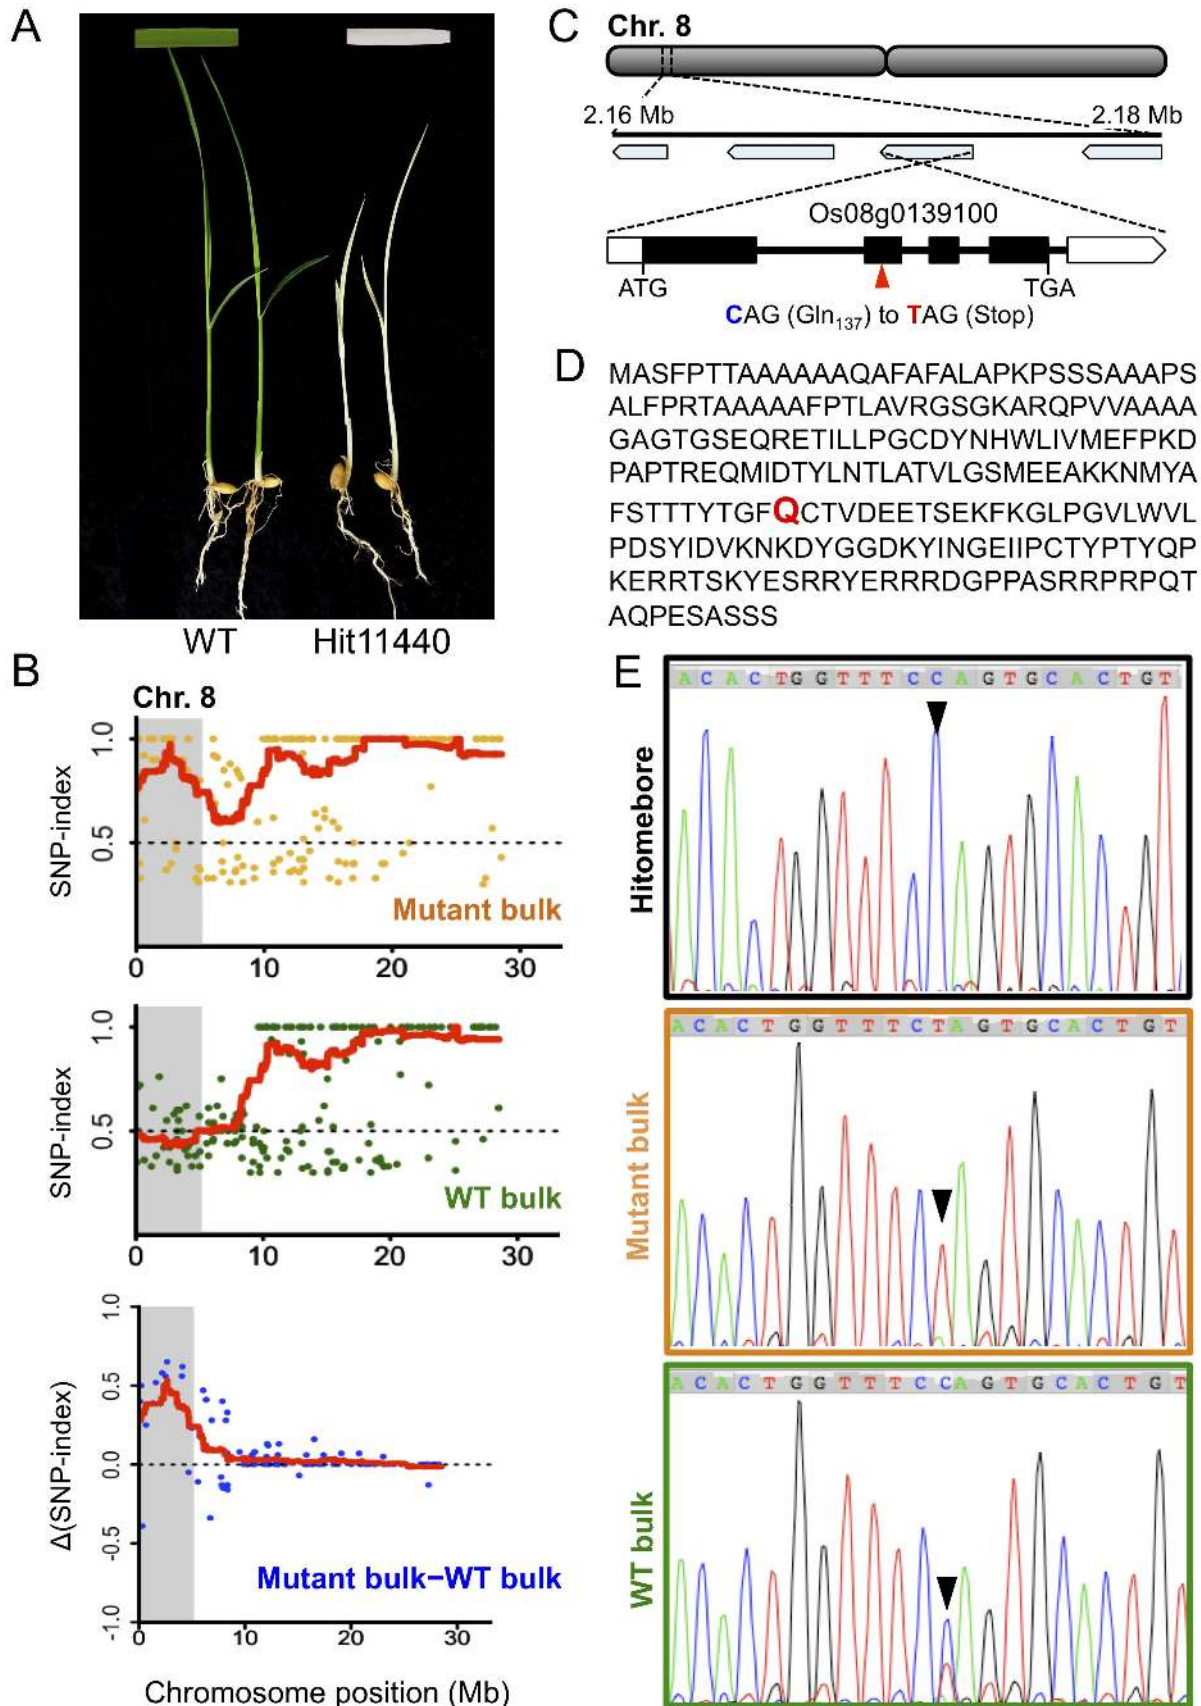 A
WT
Hit11440
B
Chr. 8
SNP-index
1.0
0.5
Mutant bulk
0
10
20
30
SNP-index
1.0
0.5
WT bulk
0
10
20
30
Δ(SNP-index)
1.0
0.5
0.0
-0.5
-1.0
Mutant bulk−WT bulk
0
10
20
30
Chromosome position (Mb)
C
Chr. 8
2.16 Mb
2.18 Mb
Os08g0139100
ATG
TGA
CAG (Gln137) to TAG (Stop)
D
MASFPTTAAAAAAQAFAFALAPKPSSSAAAPS
ALFPRTAAAAAFPTLAVRGSGKARQPVVAAAA
GAGTGSEQRETILLPGCDYNHWLIVMEFPKD
PAPTREQMIDTYLNTLATVLGSMEEAKKNMYA
FSTTTYTGFQCTVDEETSEKFKGLPGVLWVL
PDSYIDVKNKDYGGDKYINGEIIPCTYPTYQP
KERRTSKYESRRYERRRDGPPASRRPRPQT
AQPESASSS
E
Hitomebore
ACACTGGTTTCCAGTGCACTGT
Mutant bulk
ACACTGGTTTCTAGTGCACTGT
WT bulk
ACACTGGTTTCCAGTGCACTGT